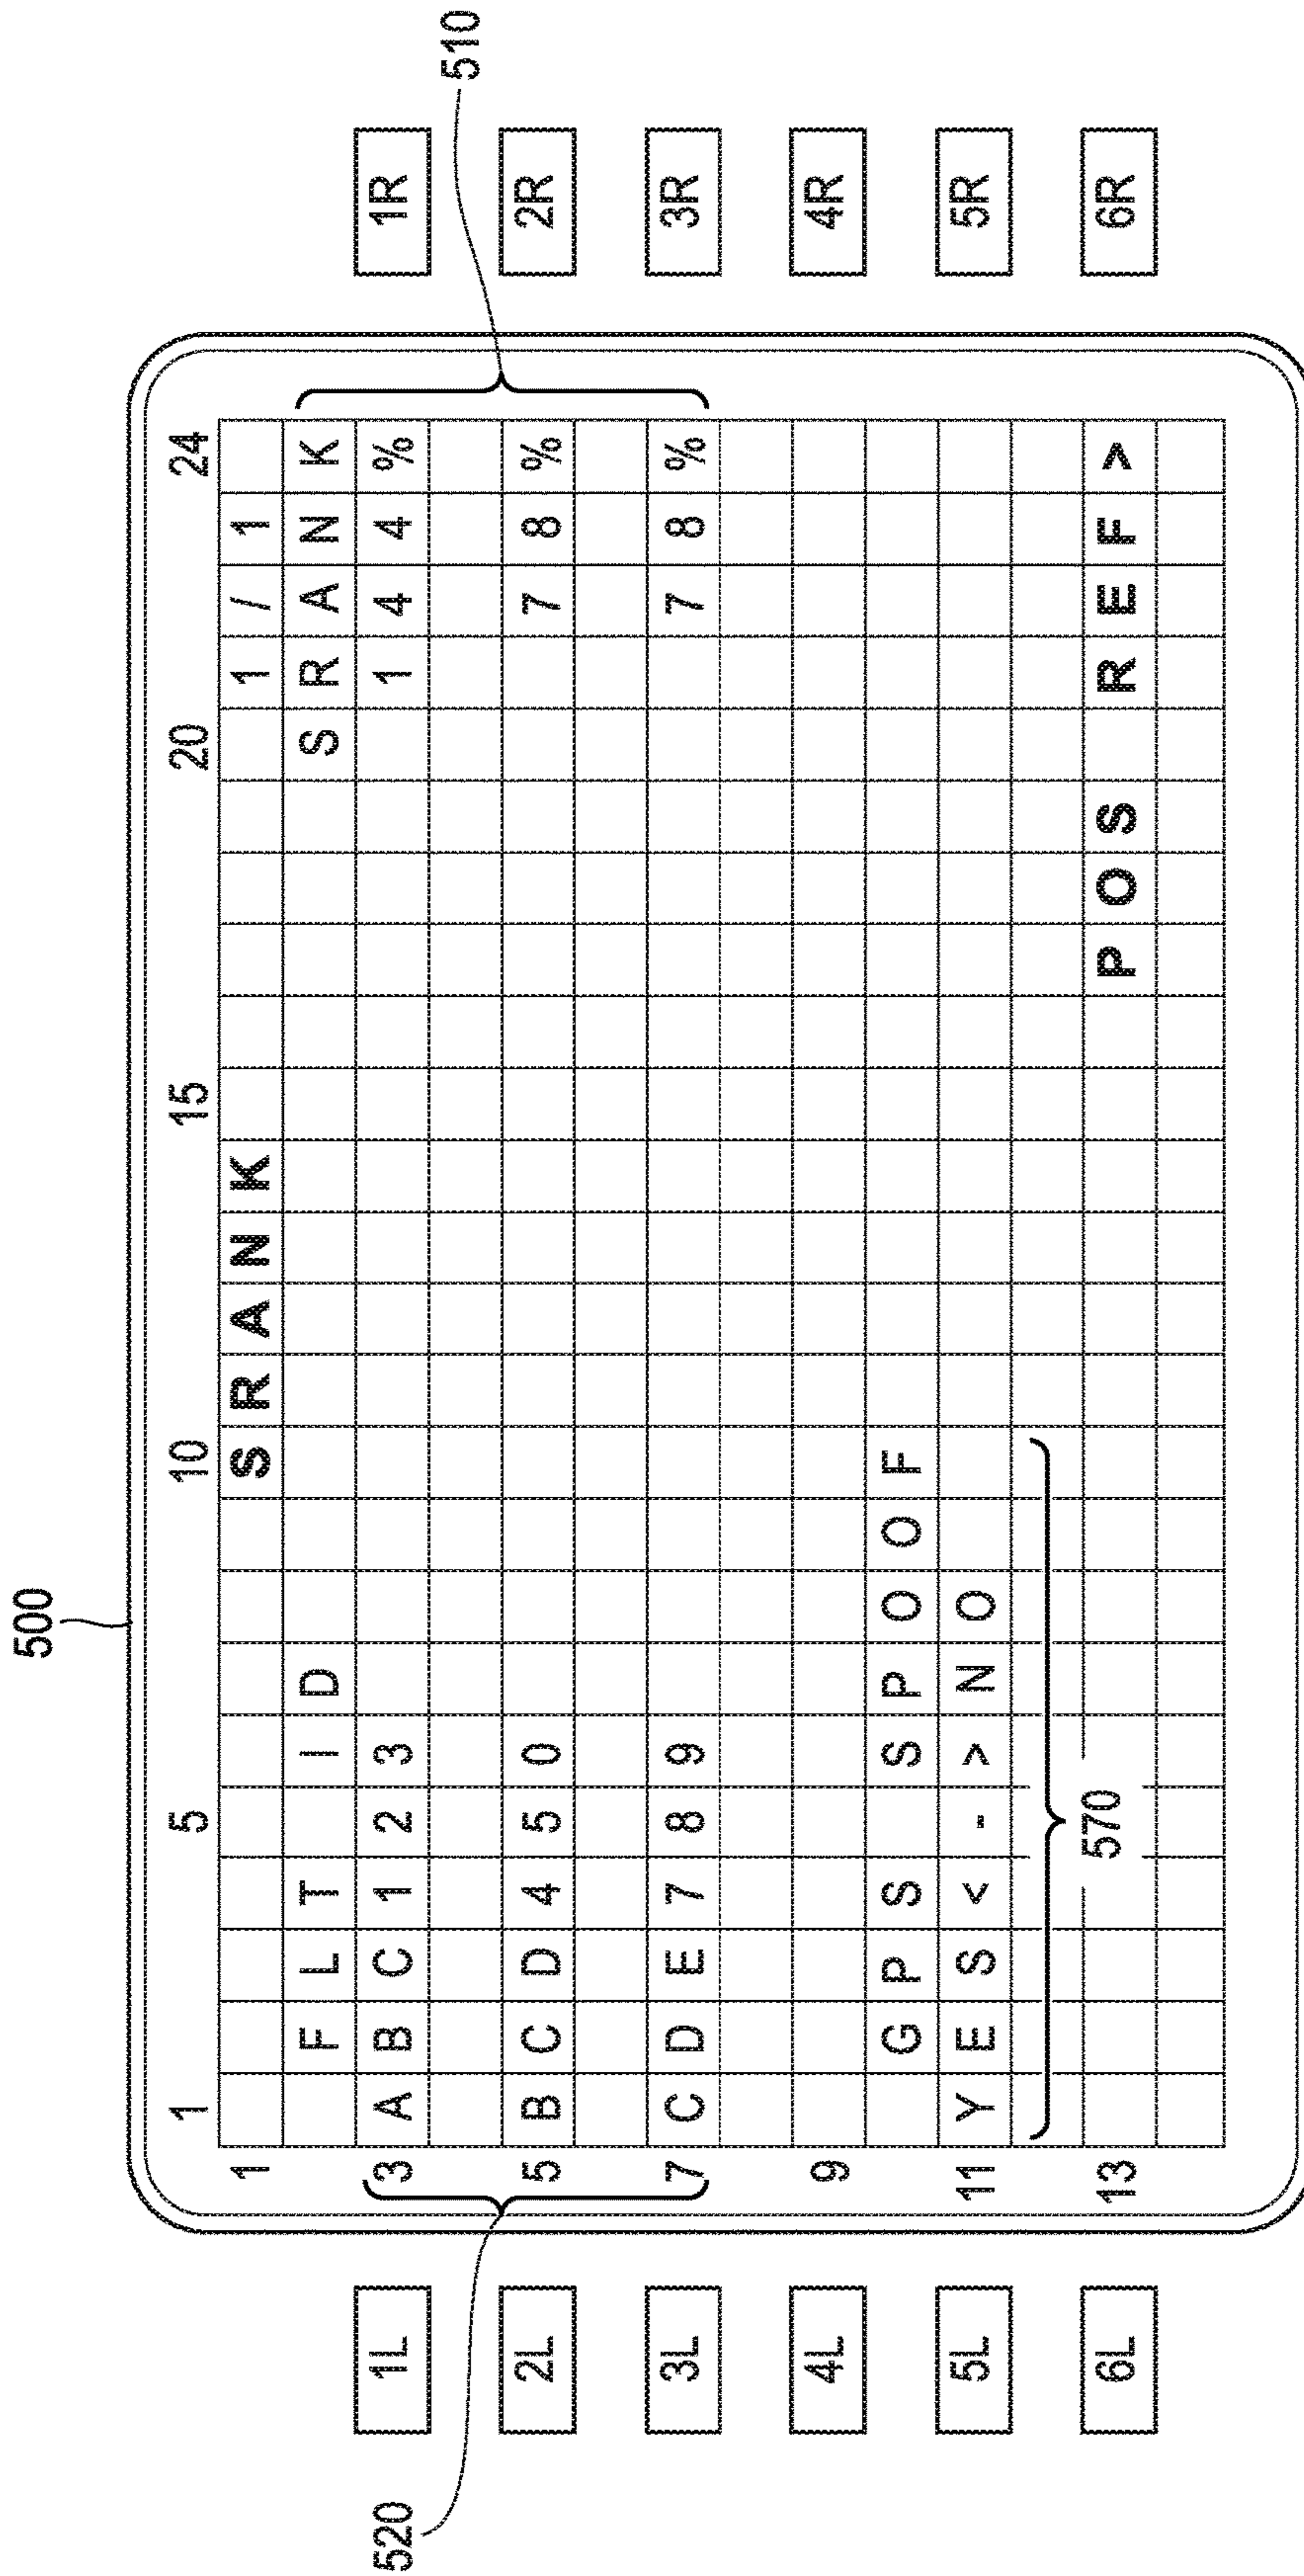 500
1 5 10 15 20 24
1 SRANK 1/1
FLT ID SRANK
1L 3 ABC123 144% 1R
520 510
2L 5 BCD450 78% 2R
3L 7 CDE789 78% 3R
4L 9 4R
GPS SPOOF
5L 11 YES<-> NO 5R
570
6L 13 POS REF> 6R